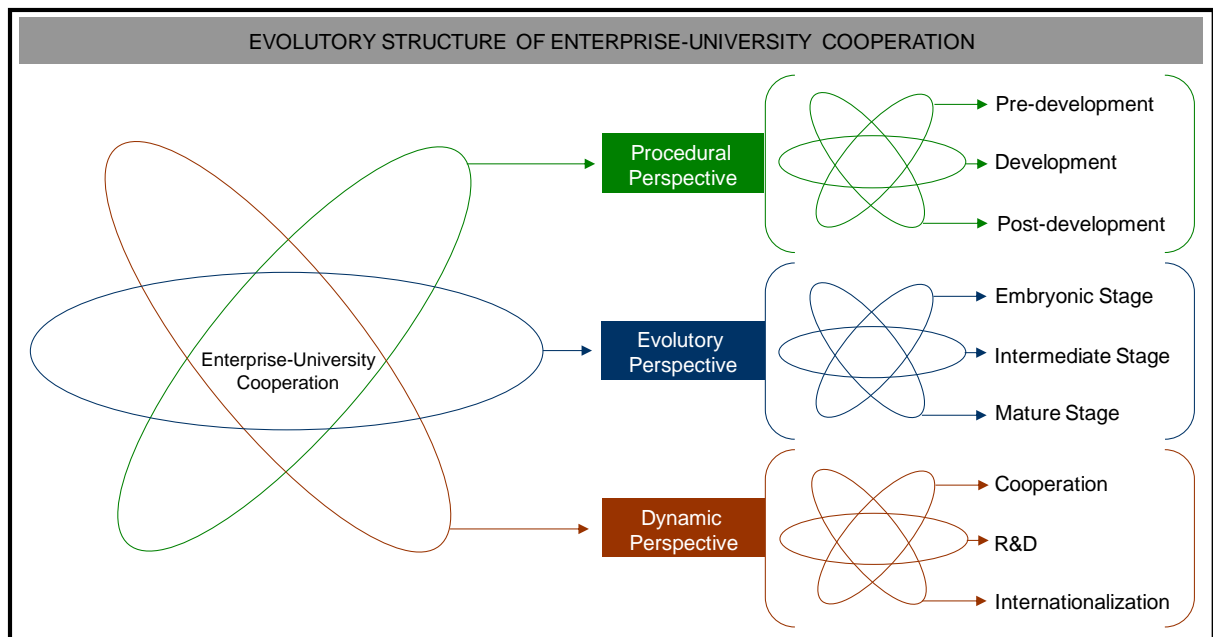 EVOLUTORY STRUCTURE OF ENTERPRISE-UNIVERSITY COOPERATION
Enterprise-University
Cooperation
Procedural
Perspective
Pre-development
Development
Post-development
Evolutory
Perspective
Embryonic Stage
Intermediate Stage
Mature Stage
Dynamic
Perspective
Cooperation
R&D
Internationalization